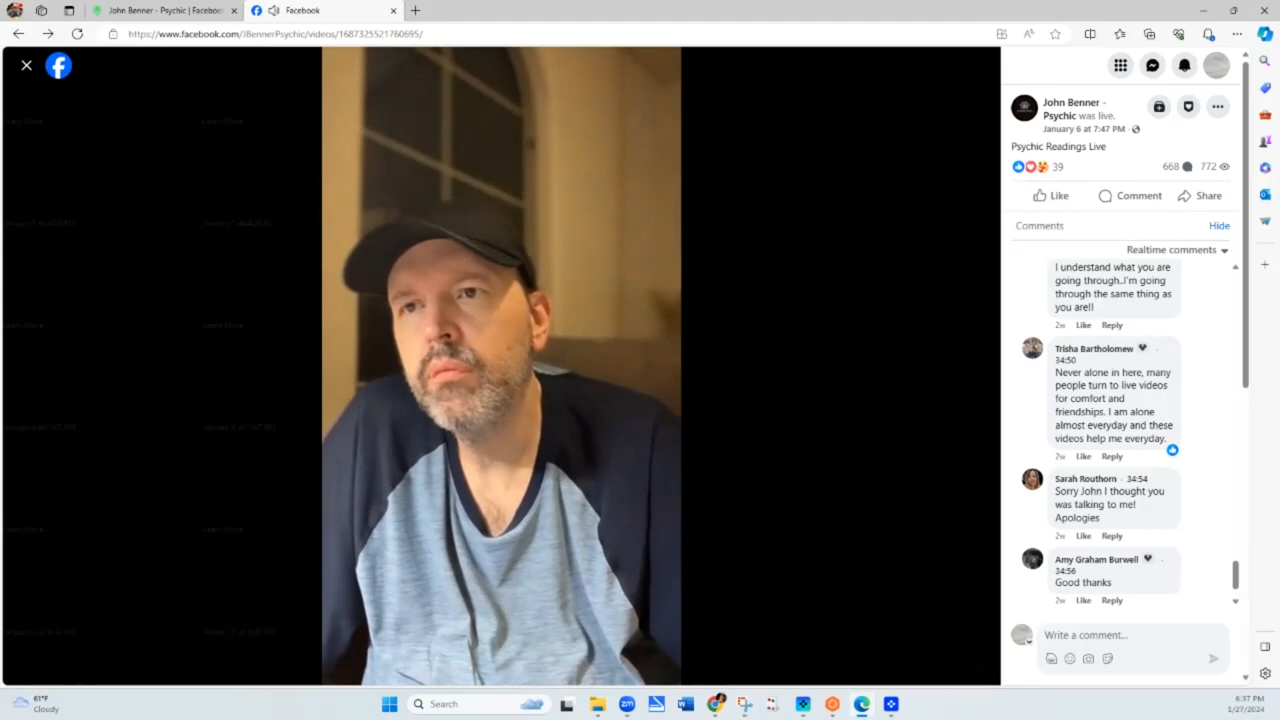 John Benner - Psychic | Faceboo
Facebook
https://www.facebook.com/JBennerPsychic/videos/1687325521760695/
John Benner -
Psychic was live.
January 6 at 7:47 PM
Psychic Readings Live
39
668
772
Like
Comment
Share
Comments
Hide
Realtime comments
I understand what you are
going through..I'm going
through the same thing as
you are!!
2w Like Reply
Trisha Bartholomew
34:50
Never alone in here, many
people turn to live videos
for comfort and
friendships. I am alone
almost everyday and these
videos help me everyday.
2w Like Reply
Sarah Routhorn · 34:54
Sorry John I thought you
was talking to me!
Apologies
2w Like Reply
Amy Graham Burwell
34:56
Good thanks
2w Like Reply
Write a comment...
61°F
Cloudy
Search
zm
6:37 PM
1/27/2024